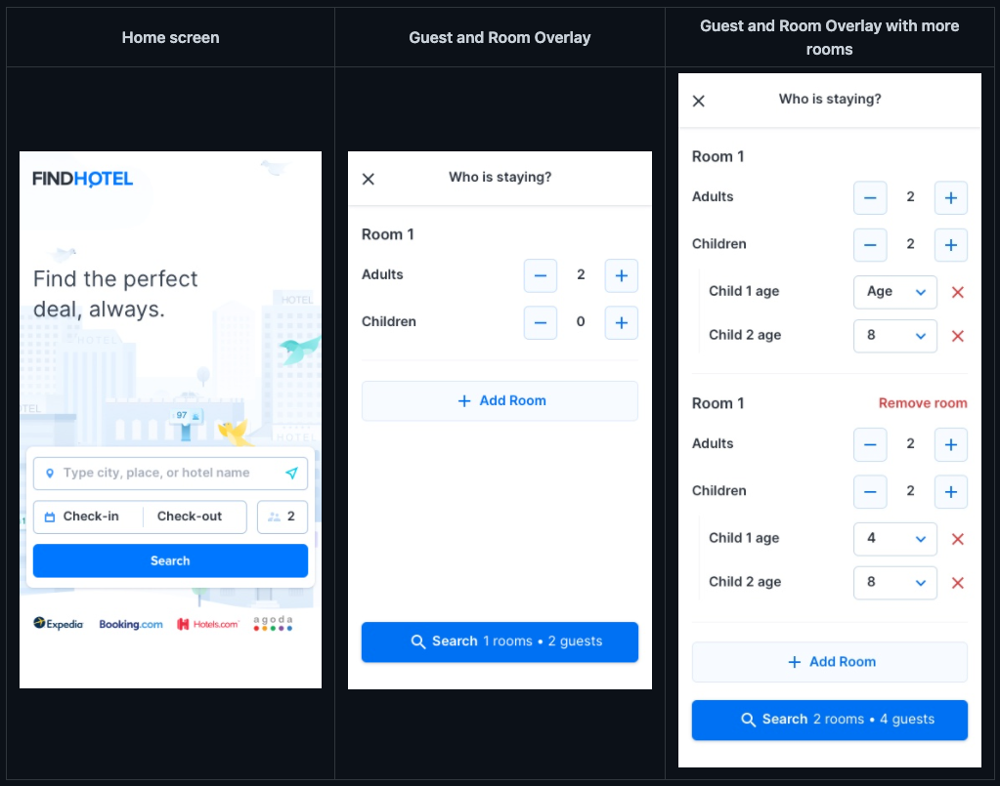 Home screen
Guest and Room Overlay
Guest and Room Overlay with more
rooms
FINDHOTEL
Find the perfect
deal, always.
HOTEL
HOTEL
HOTEL
97
Type city, place, or hotel name
Check-in
Check-out
2
Search
Expedia
Booking.com
Hotels.com
agoda
Who is staying?
Room 1
Adults
2
Children
0
+ Add Room
Search 1 rooms • 2 guests
Who is staying?
Room 1
Adults
2
Children
2
Child 1 age
Age
Child 2 age
8
Room 1
Remove room
Adults
2
Children
2
Child 1 age
4
Child 2 age
8
+ Add Room
Search 2 rooms • 4 guests